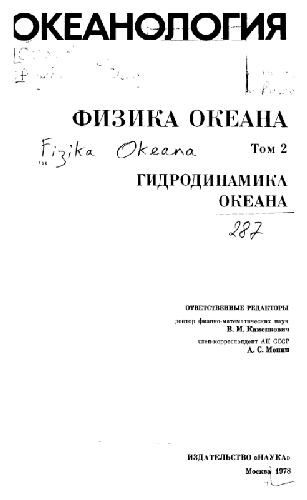 ОКЕАНОЛОГИЯ
ФИЗИКА ОКЕАНА
Fizika Okeana
Том 2
ГИДРОДИНАМИКА
ОКЕАНА
287
ОТВЕТСТВЕННЫЕ РЕДАКТОРЫ
доктор физико-математических наук
В. М. Каменкович
член-корреспондент АН СССР
А. С. Монин
ИЗДАТЕЛЬСТВО «НАУКА»
Москва 1978